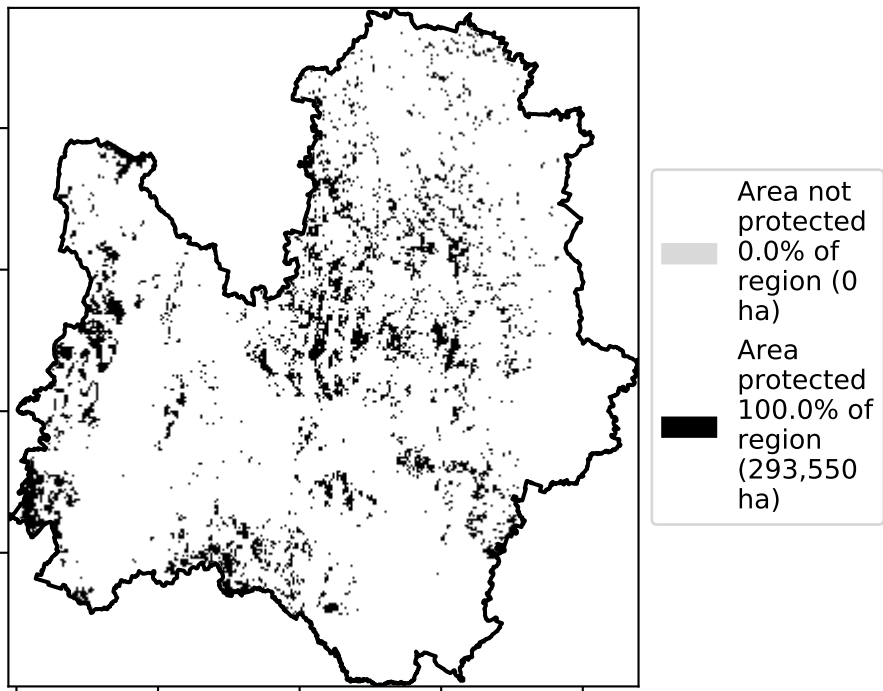 Area not
protected
0.0% of
region (0
ha)
Area
protected
100.0% of
region
(293,550
ha)